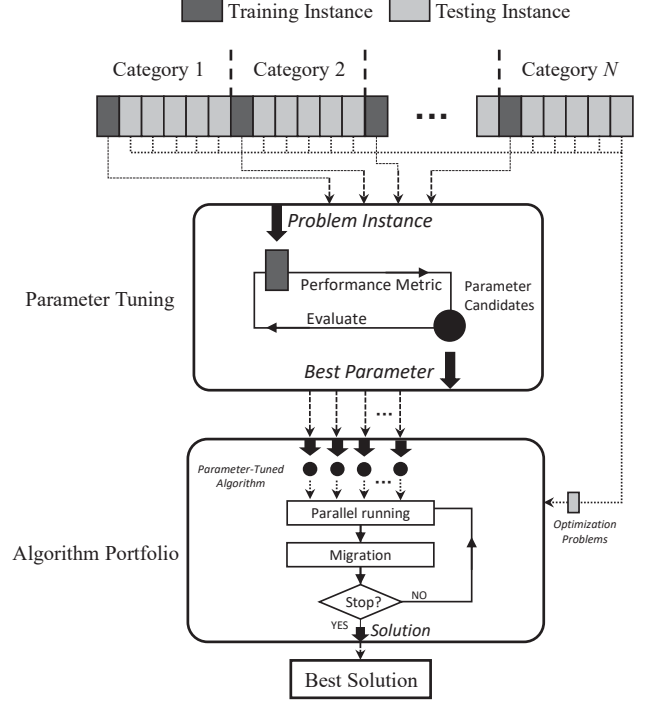 Training Instance Testing Instance
Category 1 Category 2 Category N
...
Problem Instance
Performance Metric
Parameter
Candidates
Parameter Tuning
Evaluate
Best Parameter
...
Parameter-Tuned
Algorithm
...
Parallel running
Optimization
Problems
Algorithm Portfolio
Migration
Stop?
NO
YES
Solution
Best Solution